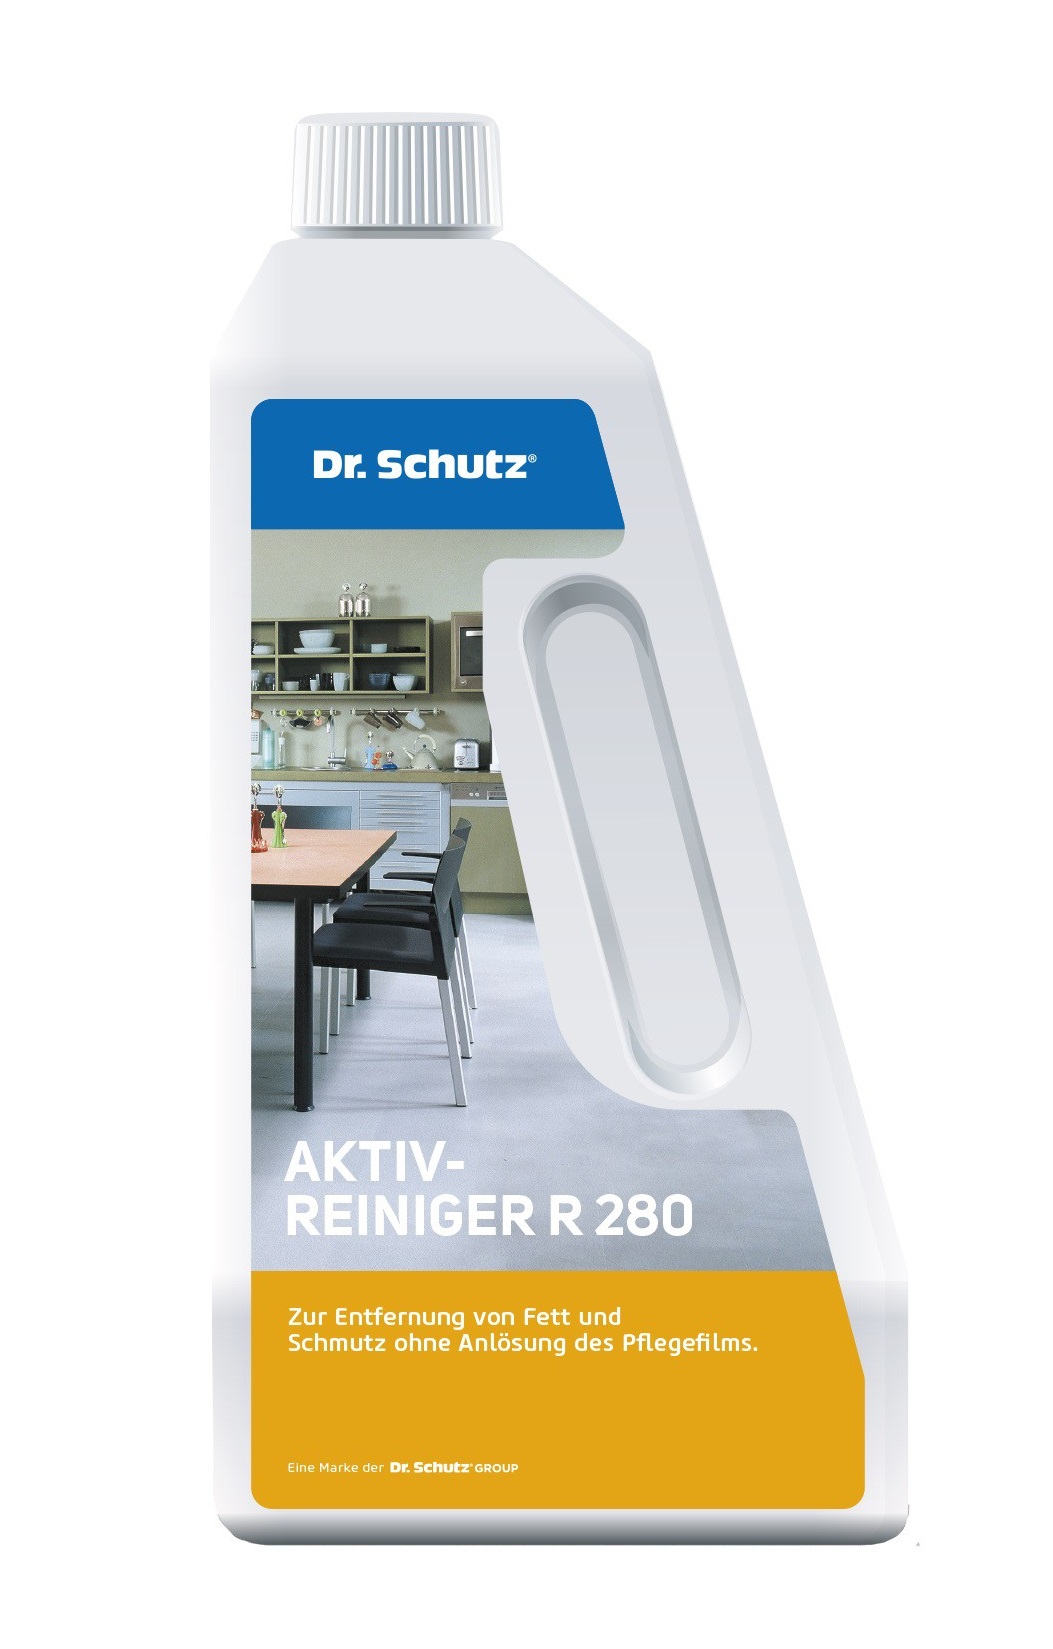 Dr. Schutz®
AKTIV-
REINIGER R 280
Zur Entfernung von Fett und
Schmutz ohne Anlösung des Pflegefilms.
Eine Marke der Dr. Schutz® GROUP